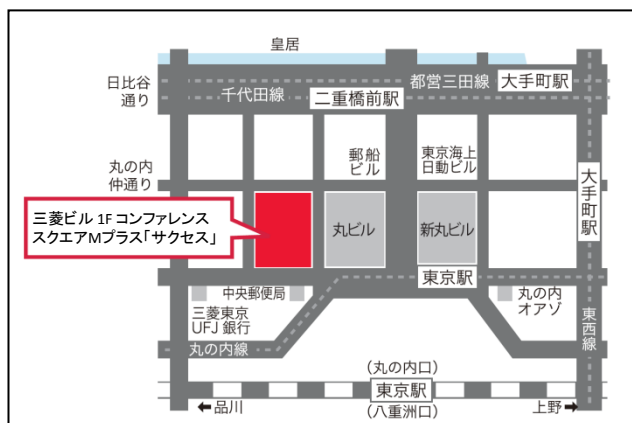 皇居
日比谷
通り
都営三田線
大手町駅
千代田線
二重橋前駅
郵船
ビル
東京海上
日動ビル
丸の内
仲通り
大手町駅
三菱ビル 1F コンファレンス
スクエアMプラス「サクセス」
丸ビル
新丸ビル
東京駅
中央郵便局
丸の内
オアゾ
三菱東京
UFJ 銀行
東西線
丸の内線
(丸の内口)
東京駅
(八重洲口)
←品川
上野→